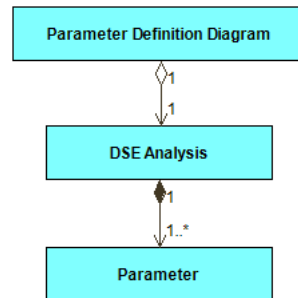 Parameter Definition Diagram
1
1
DSE Analysis
1
1..*
Parameter